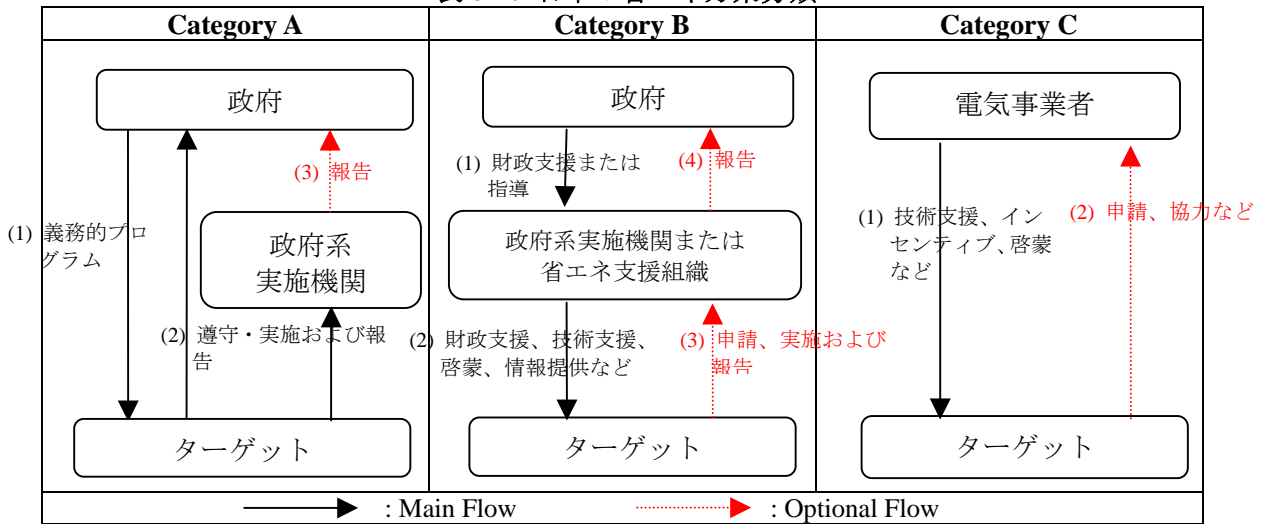 Category A
Category B
Category C
政府
(3) 報告
(1) 義務的プロ
グラム
政府系
実施機関
(2) 遵守・実施および報
告
ターゲット
政府
(1) 財政支援または
指導
(4) 報告
政府系実施機関または
省エネ支援組織
(2) 財政支援、技術支援、
啓蒙、情報提供など
(3) 申請、実施および
報告
ターゲット
電気事業者
(1) 技術支援、イン
センティブ、啓蒙
など
(2) 申請、協力など
ターゲット
: Main Flow
: Optional Flow